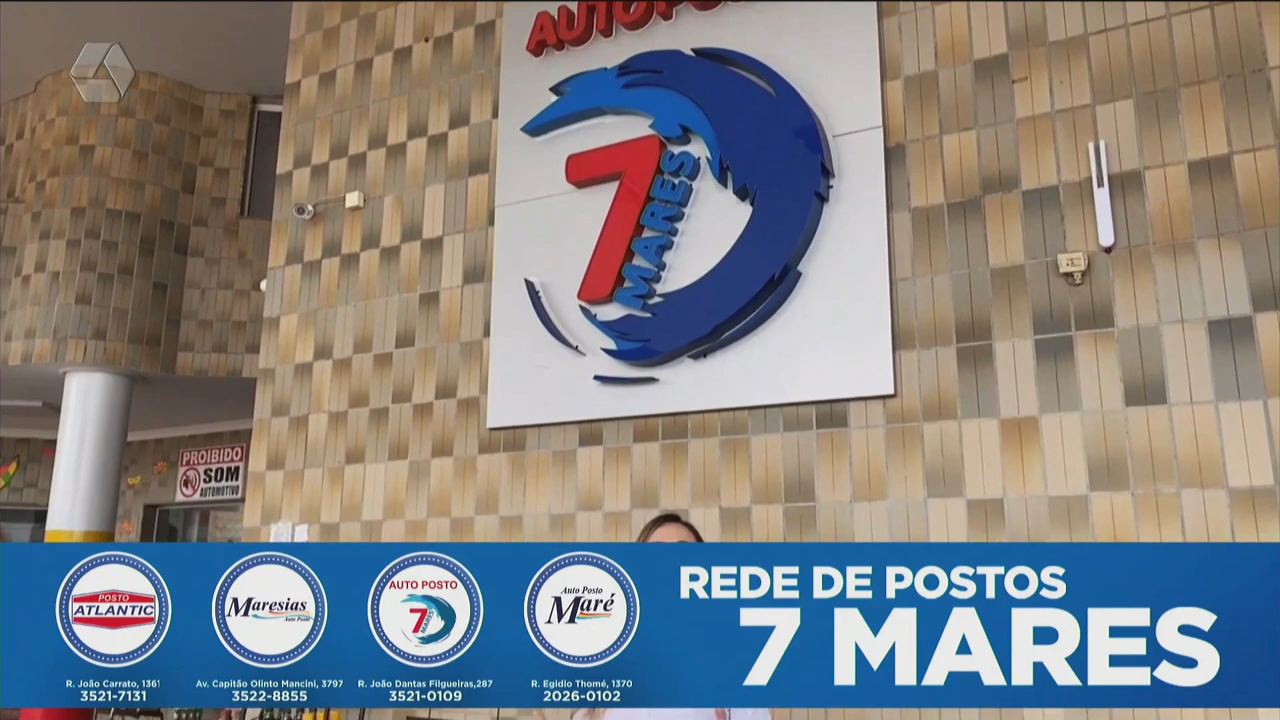 AUTOPOSTO
7
MARES
PROIBIDO
SOM
AUTOMOTIVO
POSTO
ATLANTIC
R. João Carrato, 1361
3521-7131
Maresias
Auto Posto
Av. Capitão Olinto Mancini, 3797
3522-8855
AUTO POSTO
7
MARES
R. João Dantas Filgueiras,287
3521-0109
Auto Posto
Maré
R. Egidio Thomé, 1370
2026-0102
REDE DE POSTOS
7 MARES